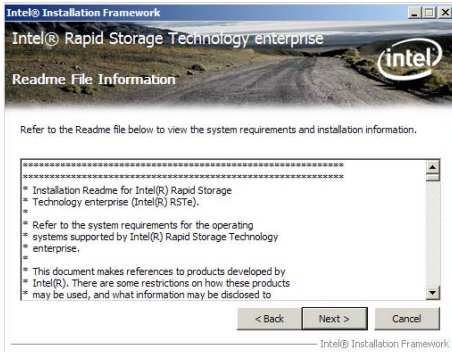 Intel® Installation Framework
Intel® Rapid Storage Technology enterprise
intel
Readme File Information
Refer to the Readme file below to view the system requirements and installation information.
****************************************************************
****************************************************************
* Installation Readme for Intel(R) Rapid Storage
* Technology enterprise (Intel(R) RSTe).
*
* Refer to the system requirements for the operating
* systems supported by Intel(R) Rapid Storage Technology
* enterprise.
*
* This document makes references to products developed by
* Intel(R). There are some restrictions on how these products
* may be used, and what information may be disclosed to
< Back
Next >
Cancel
Intel® Installation Framework